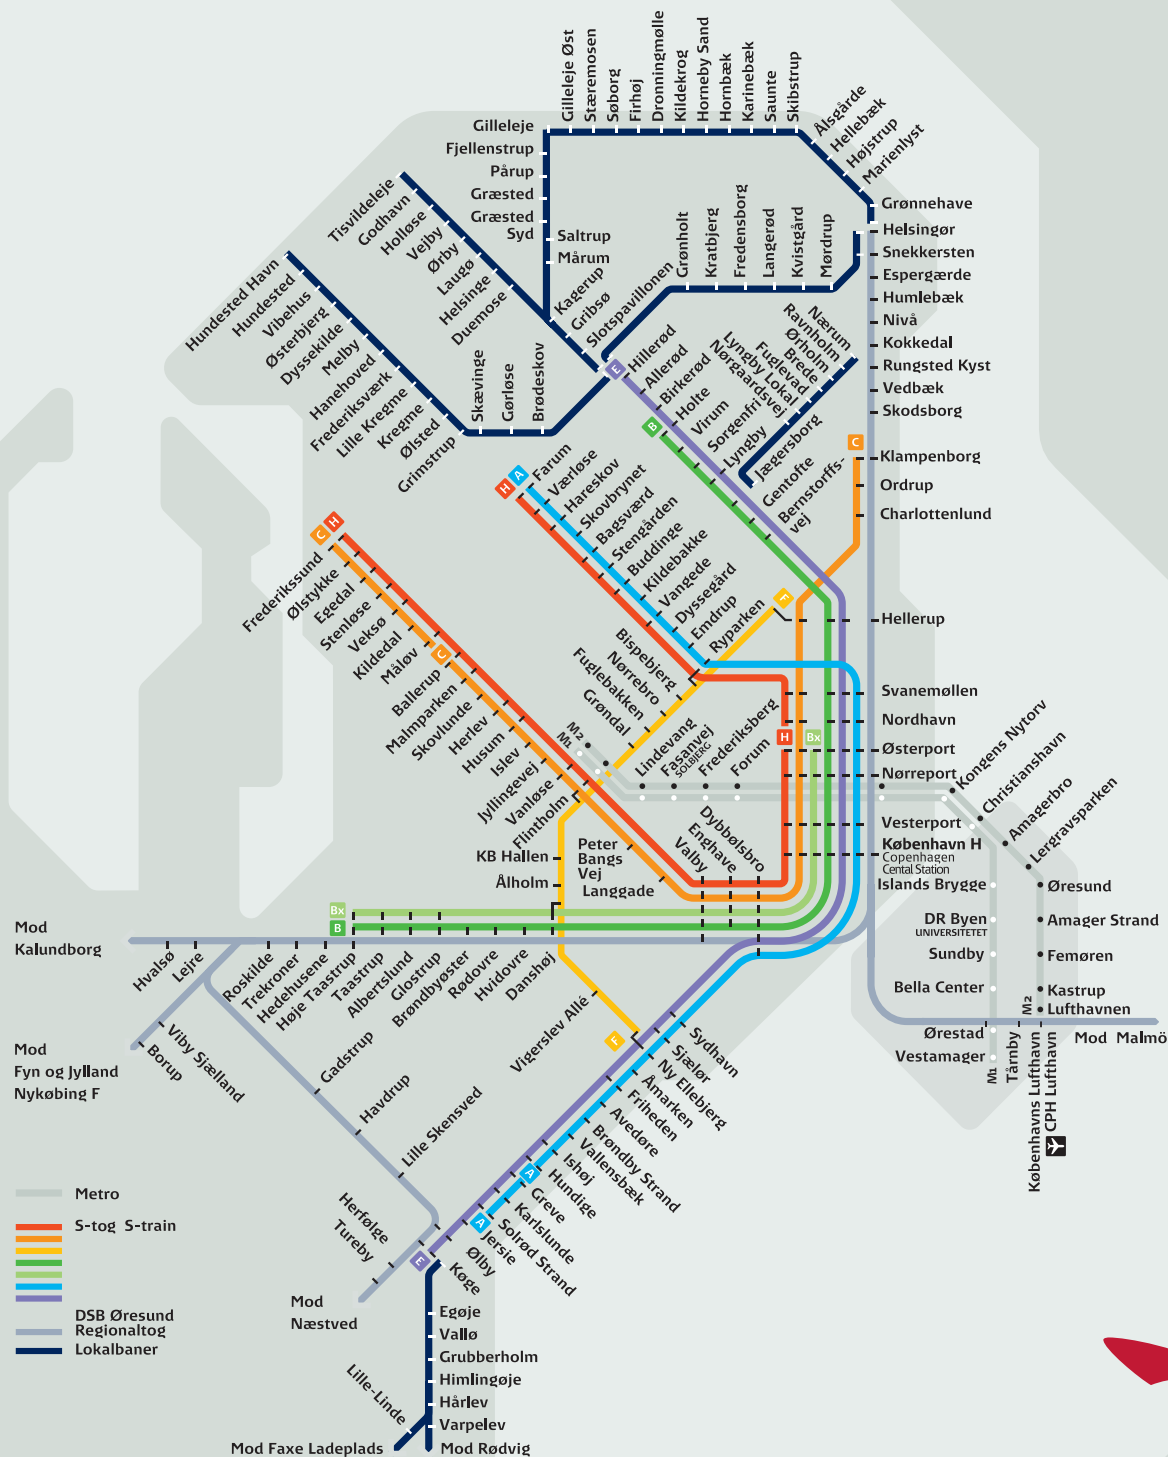 Gilleleje Øst
Stæremosen
Søborg
Firhøj
Dronningmølle
Kildekrog
Horneby Sand
Hornbæk
Karinebæk
Saunte
Skibstrup
Ålsgårde
Hellebæk
Højstrup
Marienlyst
Gilleleje
Fjellenstrup
Pårup
Græsted
Græsted
Syd
Saltrup
Mårum
Kagerup
Gribsø
Slotspavillonen
Grønholt
Kratbjerg
Fredensborg
Langerød
Kvistgård
Mørdrup
Grønnehave
Helsingør
Snekkersten
Espergærde
Humlebæk
Nivå
Kokkedal
Rungsted Kyst
Vedbæk
Skodsborg
Klampenborg
Ordrup
Charlottenlund
Hellerup
Svanemøllen
Nordhavn
Østerport
Nørreport
Vesterport
København H
Copenhagen
Cental Station
Tisvildeleje
Godhavn
Holløse
Vejby
Ørby
Laugø
Helsinge
Duemose
Hundested Havn
Hundested
Vibehus
Østerbjerg
Dyssekilde
Melby
Hanehoved
Frederiksværk
Lille Kregme
Kregme
Ølsted
Grimstrup
Skævinge
Gørløse
Brødeskov
E
Hillerød
Allerød
Birkerød
B
Holte
Virum
Sorgenfri
Lyngby
Jægersborg
Gentofte
Bernstorffs-
vej
Nærum
Ravnholm
Ørholm
Brede
Fuglevad
Lyngby Lokal
Nørgaardsvej
C
H
A
Farum
Værløse
Hareskov
Skovbrynet
Bagsværd
Stengården
Buddinge
Kildebakke
Vangede
Dyssegård
Emdrup
Ryparken
F
Bispebjerg
Nørrebro
Fuglebakken
Grøndal
C
H
Frederikssund
Ølstykke
Egedal
Stenløse
Veksø
Kildedal
Måløv
C
Ballerup
Malmparken
Skovlunde
Herlev
Husum
Islev
Jyllingevej
Vanløse
Flintholm
M2
M1
Lindevang
Fasanvej
SOLBJERG
Frederiksberg
Forum
H
Bx
Kongens Nytorv
Christianshavn
Amagerbro
Lergravsparken
KB Hallen
Ålholm
Peter
Bangs
Vej
Langgade
Valby
Enghave
Dybbølsbro
Islands Brygge
DR Byen
UNIVERSITETET
Sundby
Bella Center
Ørestad
Vestamager
M1
Tårnby
Øresund
Amager Strand
Femøren
Kastrup
Lufthavnen
M2
Københavns Lufthavn
CPH Lufthavn
Mod Malmö
Bx
B
Mod
Kalundborg
Hvalsø
Lejre
Roskilde
Trekroner
Hedehusene
Høje Taastrup
Taastrup
Albertslund
Glostrup
Brøndbyøster
Rødovre
Hvidovre
Danshøj
Vigerslev Allé
F
Mod
Fyn og Jylland
Nykøbing F
Viby Sjælland
Borup
Gadstrup
Havdrup
Lille Skensved
Herfølge
Tureby
Mod
Næstved
Sydhavn
Sjælør
Ny Ellebjerg
Åmarken
Friheden
Avedøre
Brøndby Strand
Vallensbæk
Ishøj
Hundige
A
Greve
Karlslunde
Solrød Strand
A
Jersie
Ølby
E
Køge
Egøje
Vallø
Grubberholm
Himlingøje
Hårlev
Varpelev
Lille-Linde
Mod Faxe Ladeplads
Mod Rødvig
Metro
S-tog S-train
DSB Øresund
Regionaltog
Lokalbaner